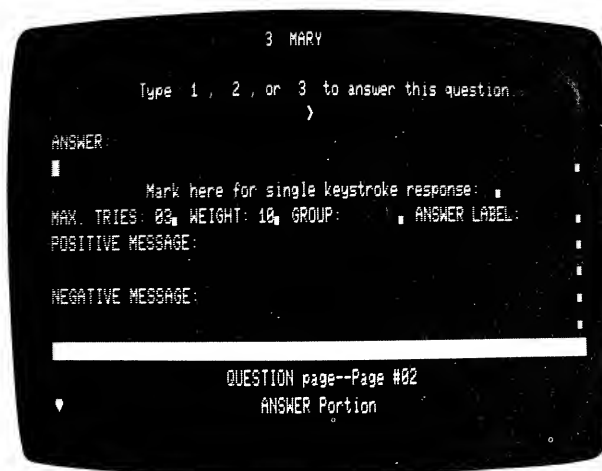 3 MARY
Type 1 , 2 , or 3 to answer this question.
>
ANSWER:
Mark here for single keystroke response:
MAX. TRIES: 03 WEIGHT: 10 GROUP: ANSWER LABEL:
POSITIVE MESSAGE:
NEGATIVE MESSAGE:
QUESTION page--Page #02
ANSWER Portion